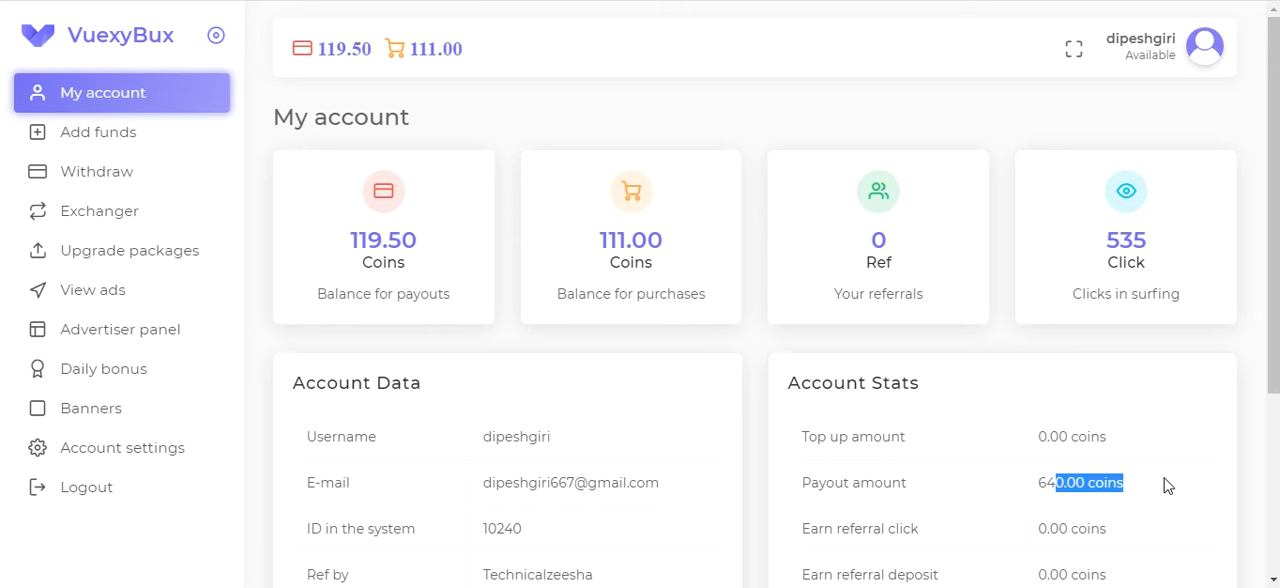 VuexyBux
My account
Add funds
Withdraw
Exchanger
Upgrade packages
View ads
Advertiser panel
Daily bonus
Banners
Account settings
Logout
119.50 111.00
dipeshgiri
Available
My account
119.50
Coins
Balance for payouts
111.00
Coins
Balance for purchases
0
Ref
Your referrals
535
Click
Clicks in surfing
Account Data
Username dipeshgiri
E-mail dipeshgiri667@gmail.com
ID in the system 10240
Ref by Technicalzeesha
Account Stats
Top up amount 0.00 coins
Payout amount 640.00 coins
Earn referral click 0.00 coins
Earn referral deposit 0.00 coins